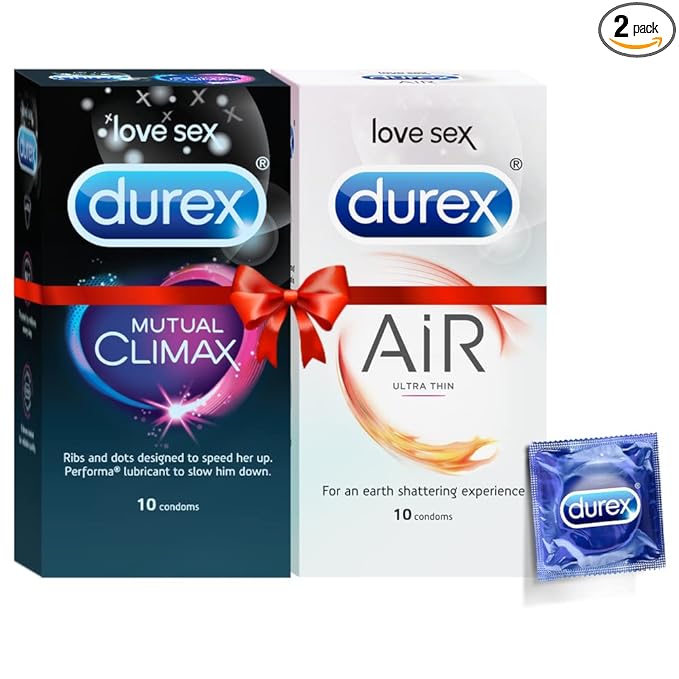 2 pack
love sex
durex®
MUTUAL
CLIMAX
Ribs and dots designed to speed her up.
Performa® lubricant to slow him down.
10 condoms
love sex
durex®
AiR
ULTRA THIN
For an earth shattering experience
10 condoms
durex®